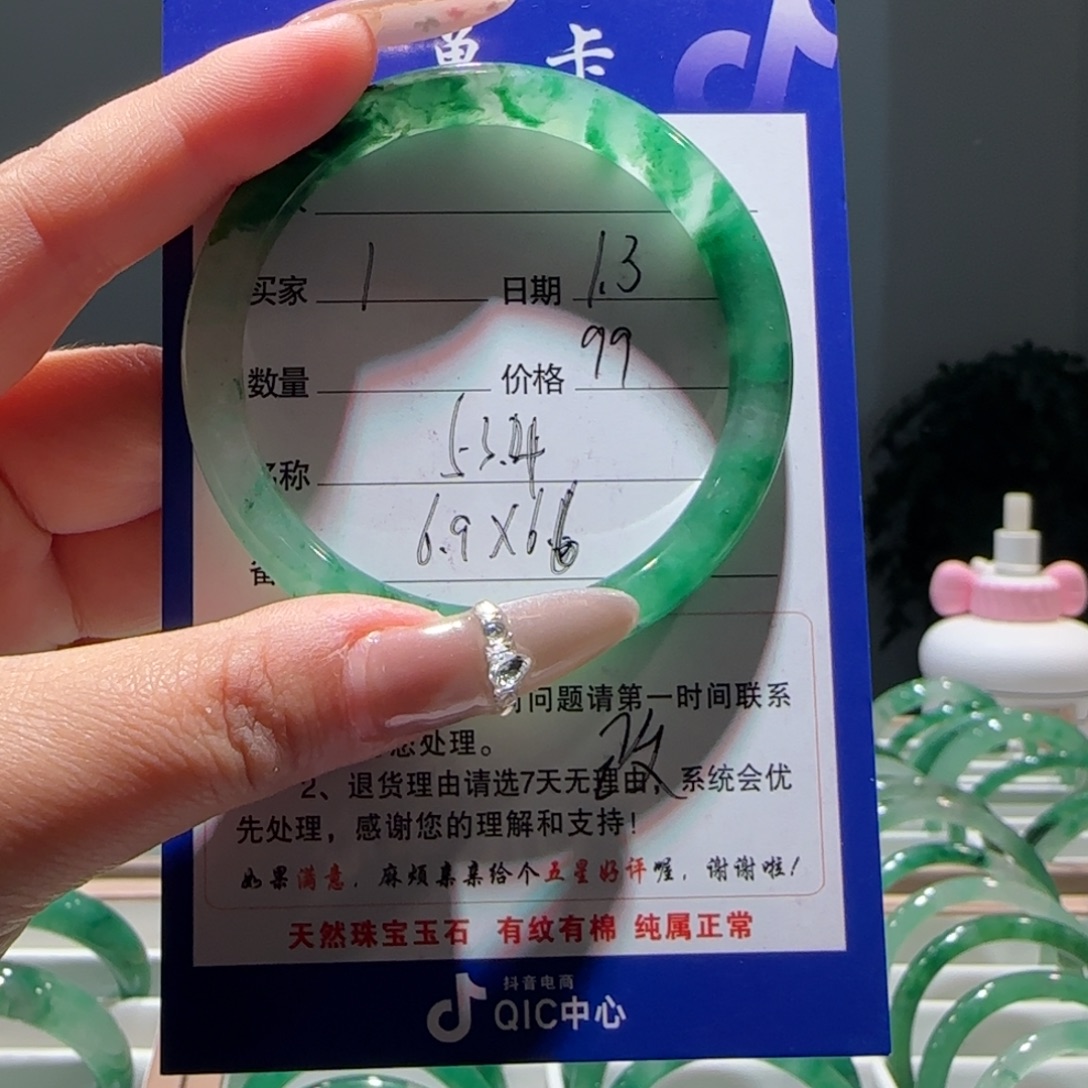 单 卡
买家 1 日期 1.3
数量 价格 99
名称 53.4
6.9X6.6
问题请第一时间联系
您处理。
改
2、退货理由请选7天无理由，系统会优
先处理，感谢您的理解和支持！
如果满意，麻烦亲亲给个五星好评喔，谢谢啦！
天然珠宝玉石 有纹有棉 纯属正常
抖音电商
QIC中心